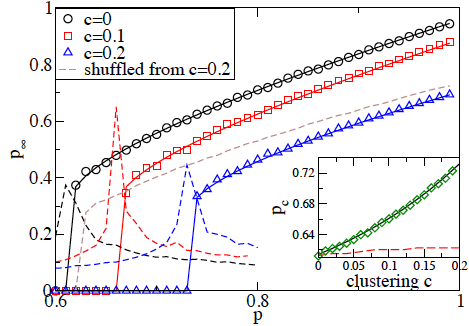 1
0.8
0.6
0.4
0.2
0
0.6
0.8
1
p∞
p
c=0
c=0.1
c=0.2
shuffled from c=0.2
0.72
0.68
0.64
pc
0
0.05
0.1
0.15
0.2
clustering c